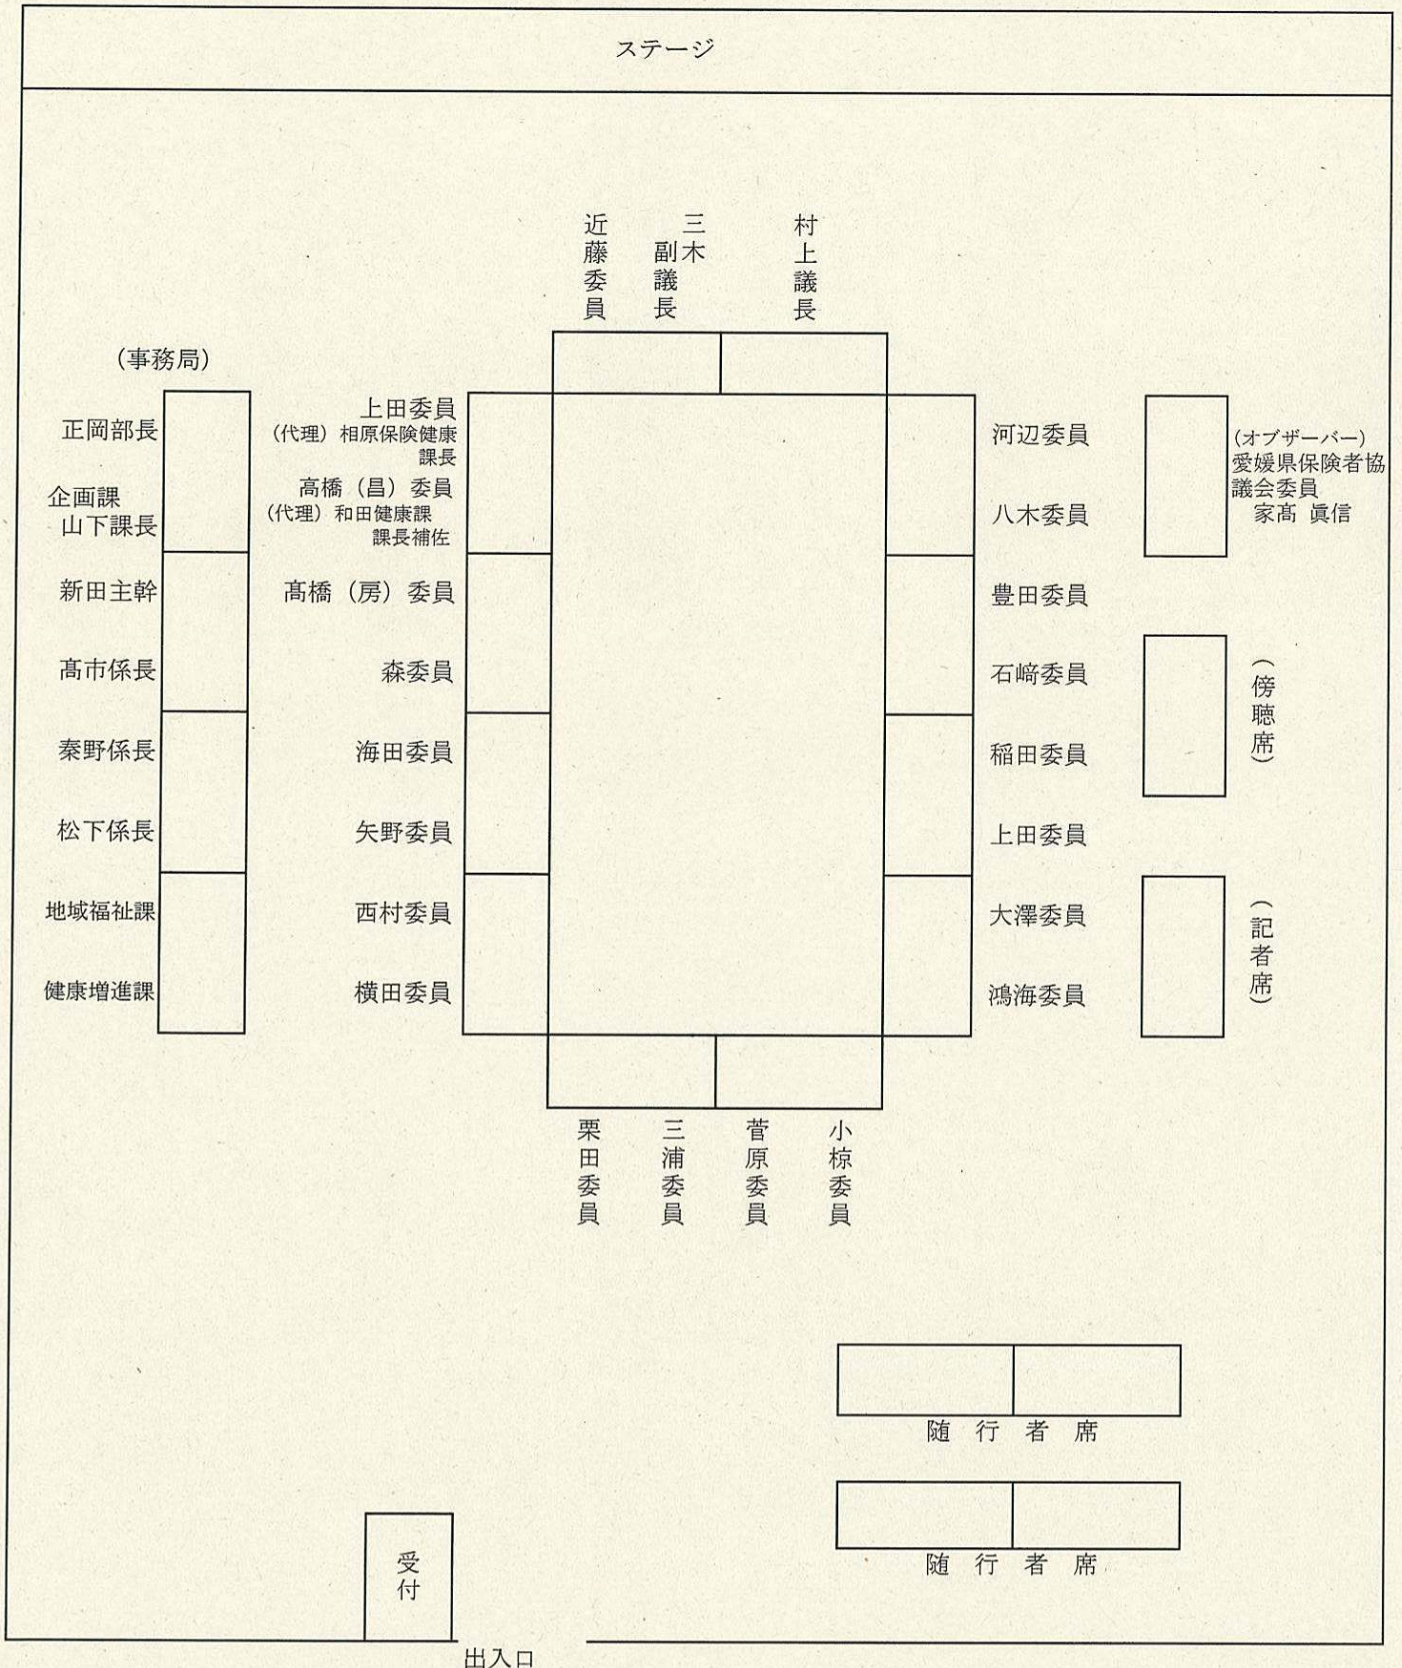 ステージ
近藤委員
三木
副議長
村上議長
（事務局）
正岡部長
企画課
山下課長
新田主幹
髙市係長
秦野係長
松下係長
地域福祉課
健康増進課
上田委員
（代理）相原保険健康
課長
高橋（昌）委員
（代理）和田健康課
課長補佐
髙橋（房）委員
森委員
海田委員
矢野委員
西村委員
横田委員
河辺委員
八木委員
豊田委員
石﨑委員
稲田委員
上田委員
大澤委員
鴻海委員
（オブザーバー）
愛媛県保険者協
議会委員
家髙 眞信
（傍聴席）
（記者席）
栗田委員
三浦委員
菅原委員
小椋委員
随行者席
随行者席
受付
出入口